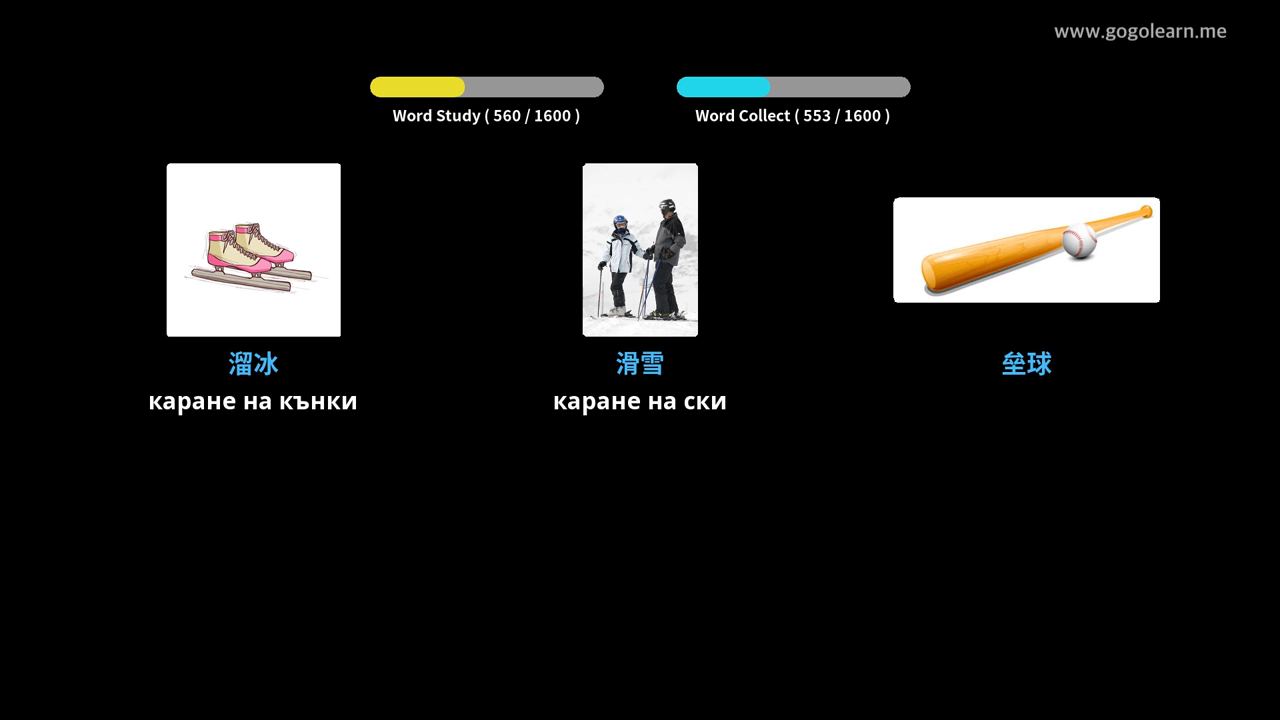 www.gogolearn.me
Word Study ( 560 / 1600 )
Word Collect ( 553 / 1600 )
溜冰
каране на кънки
滑雪
каране на ски
垒球